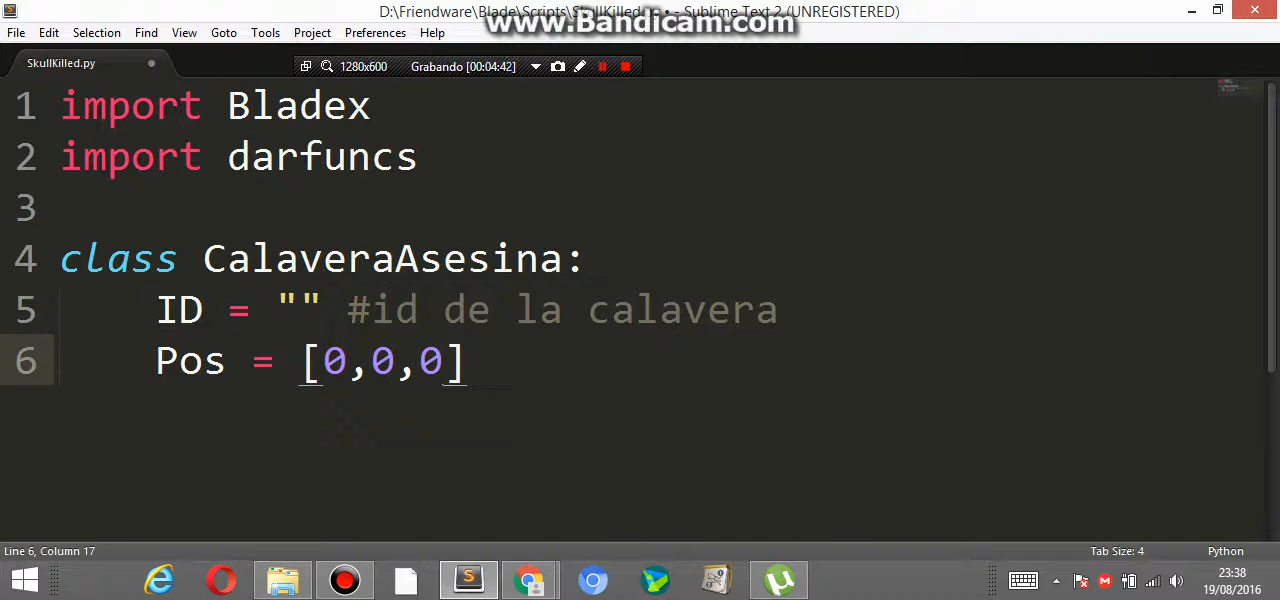 D:\Friendware\Blade\Scripts\SkullKilled. • - Sublime Text 2 (UNREGISTERED)
www.Bandicam.com
File Edit Selection Find View Goto Tools Project Preferences Help
SkullKilled.py
1280x600 Grabando [00:04:42]
1 import Bladex
2 import darfuncs
3
4 class CalaveraAsesina:
5 ID = "" #id de la calavera
6 Pos = [0,0,0]
Line 6, Column 17
Tab Size: 4 Python
23:38
19/08/2016